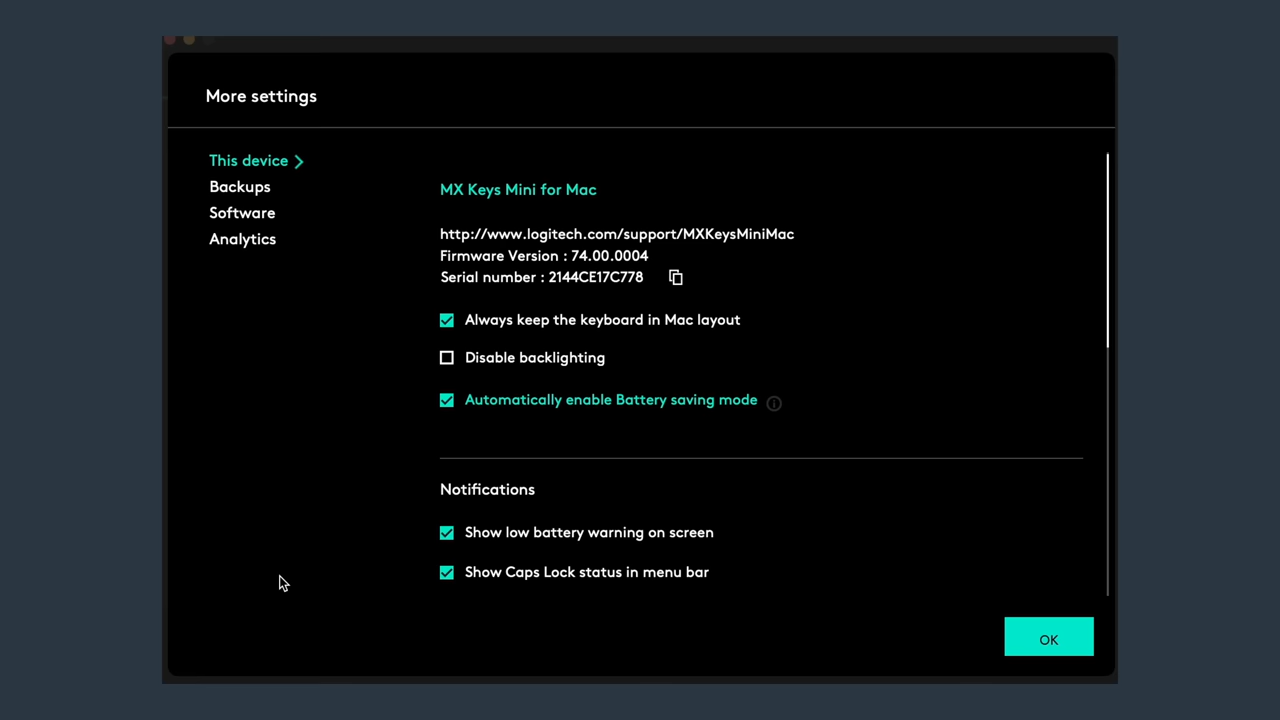 More settings
This device
Backups
Software
Analytics
MX Keys Mini for Mac
http://www.logitech.com/support/MXKeysMiniMac
Firmware Version : 74.00.0004
Serial number : 2144CE17C778
Always keep the keyboard in Mac layout
Disable backlighting
Automatically enable Battery saving mode
Notifications
Show low battery warning on screen
Show Caps Lock status in menu bar
OK